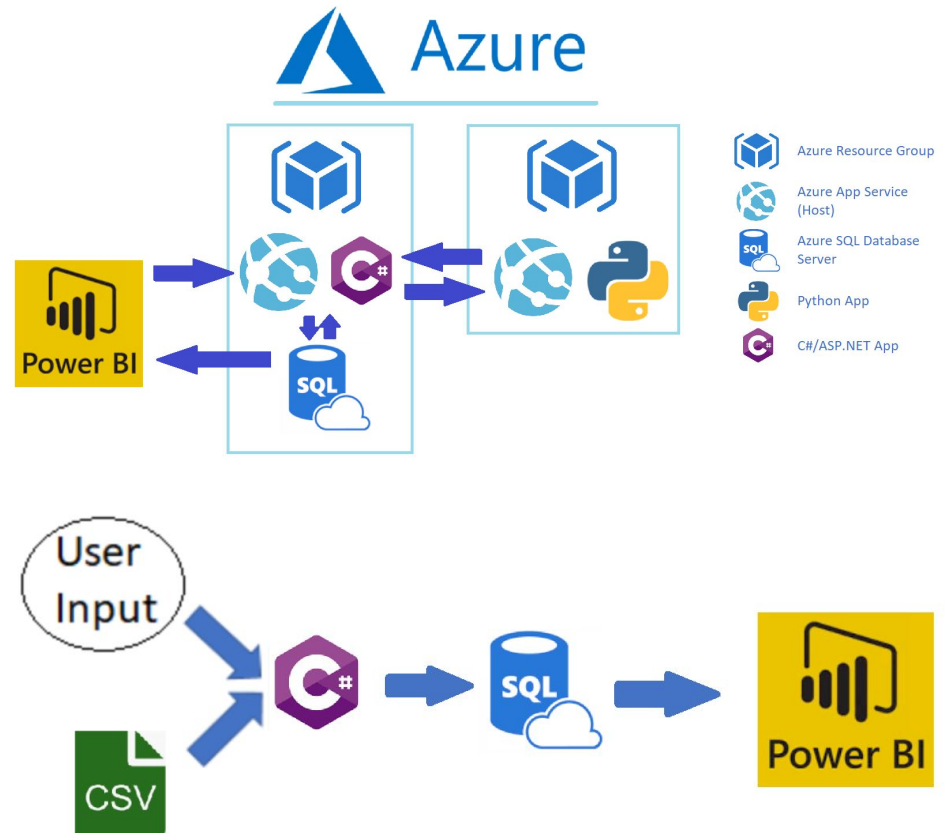 Azure
Azure Resource Group
Azure App Service
(Host)
C#
SQL
Azure SQL Database
Server
Power BI
SQL
Python App
C#
C#/ASP.NET App
User
Input
C#
SQL
Power BI
CSV